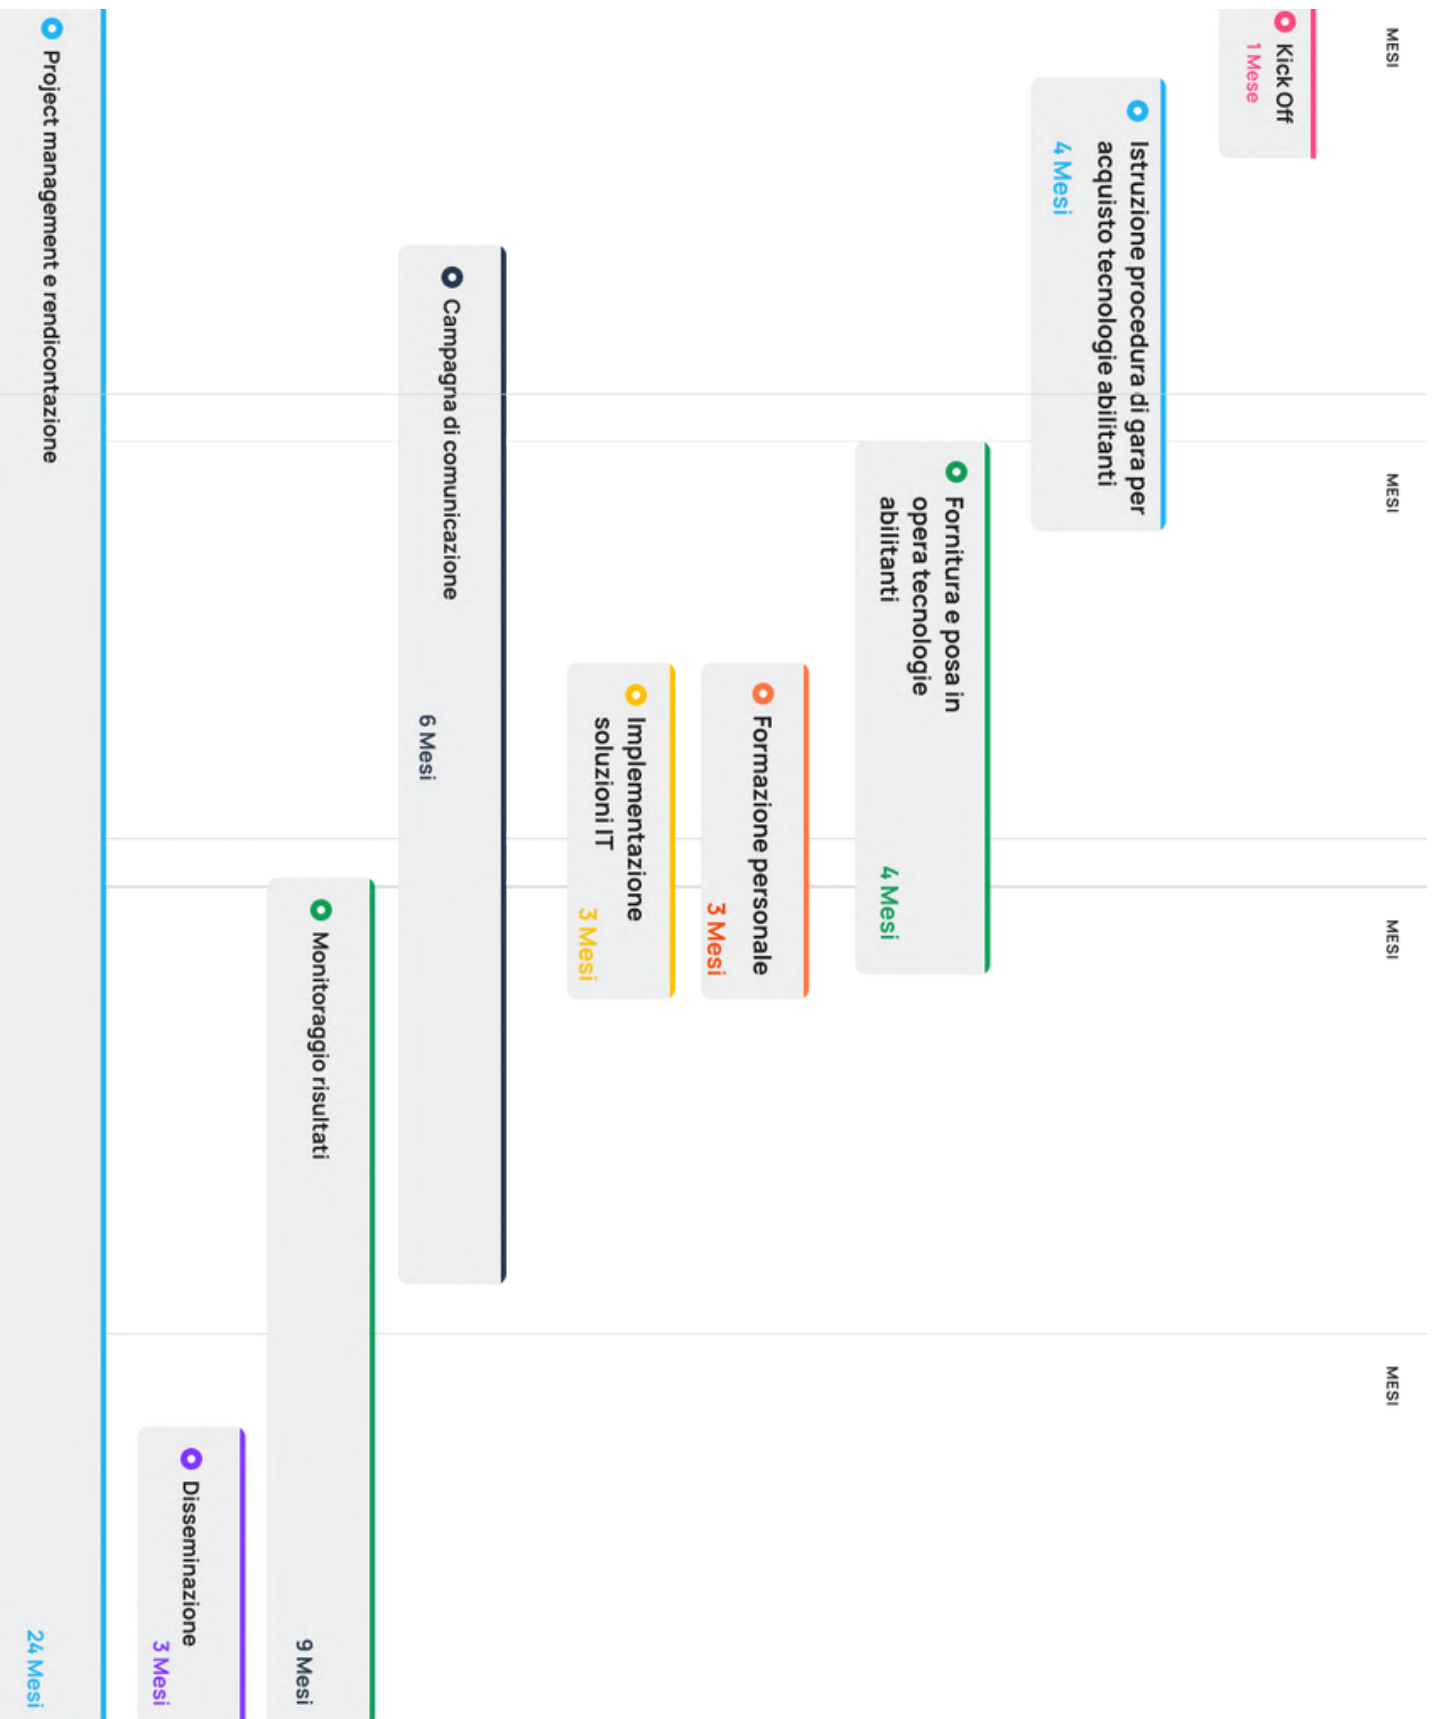 MESI
MESI
MESI
MESI
Kick Off
1 Mese
Istruzione procedura di gara per
acquisto tecnologie abilitanti
4 Mesi
Fornitura e posa in
opera tecnologie
abilitanti
4 Mesi
Formazione personale
3 Mesi
Implementazione
soluzioni IT
3 Mesi
Campagna di comunicazione
6 Mesi
Monitoraggio risultati
9 Mesi
Disseminazione
3 Mesi
Project management e rendicontazione
24 Mesi